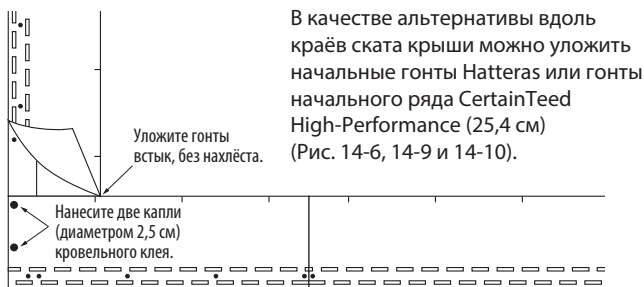 В качестве альтернативы вдоль
краёв ската крыши можно уложить
начальные гонты Hatteras или гонты
начального ряда CertainTeed
High-Performance (25,4 см)
(Рис. 14-6, 14-9 и 14-10).
Уложите гонты
встык, без нахлёста.
Нанесите две капли
(диаметром 2,5 см)
кровельного клея.